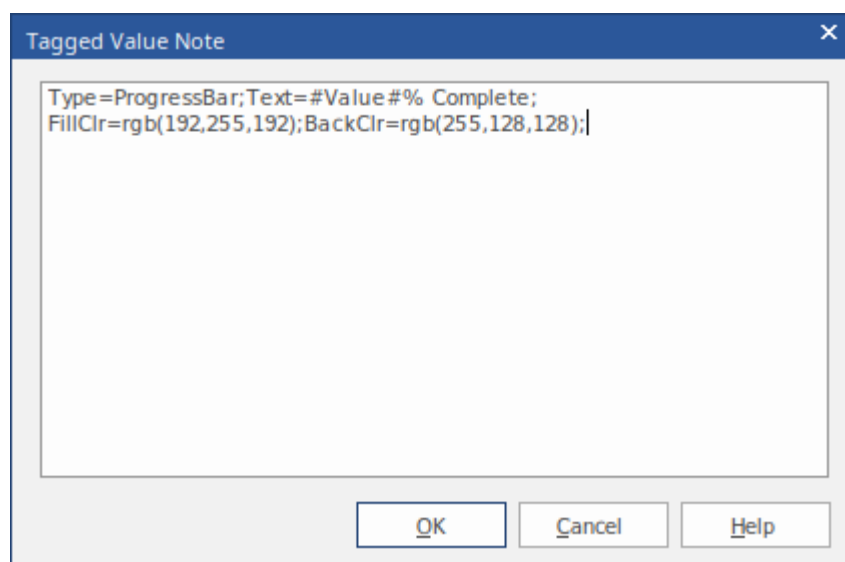 Tagged Value Note
Type=ProgressBar;Text=#Value#% Complete;
FillClr=rgb(192,255,192);BackClr=rgb(255,128,128);
OK Cancel Help